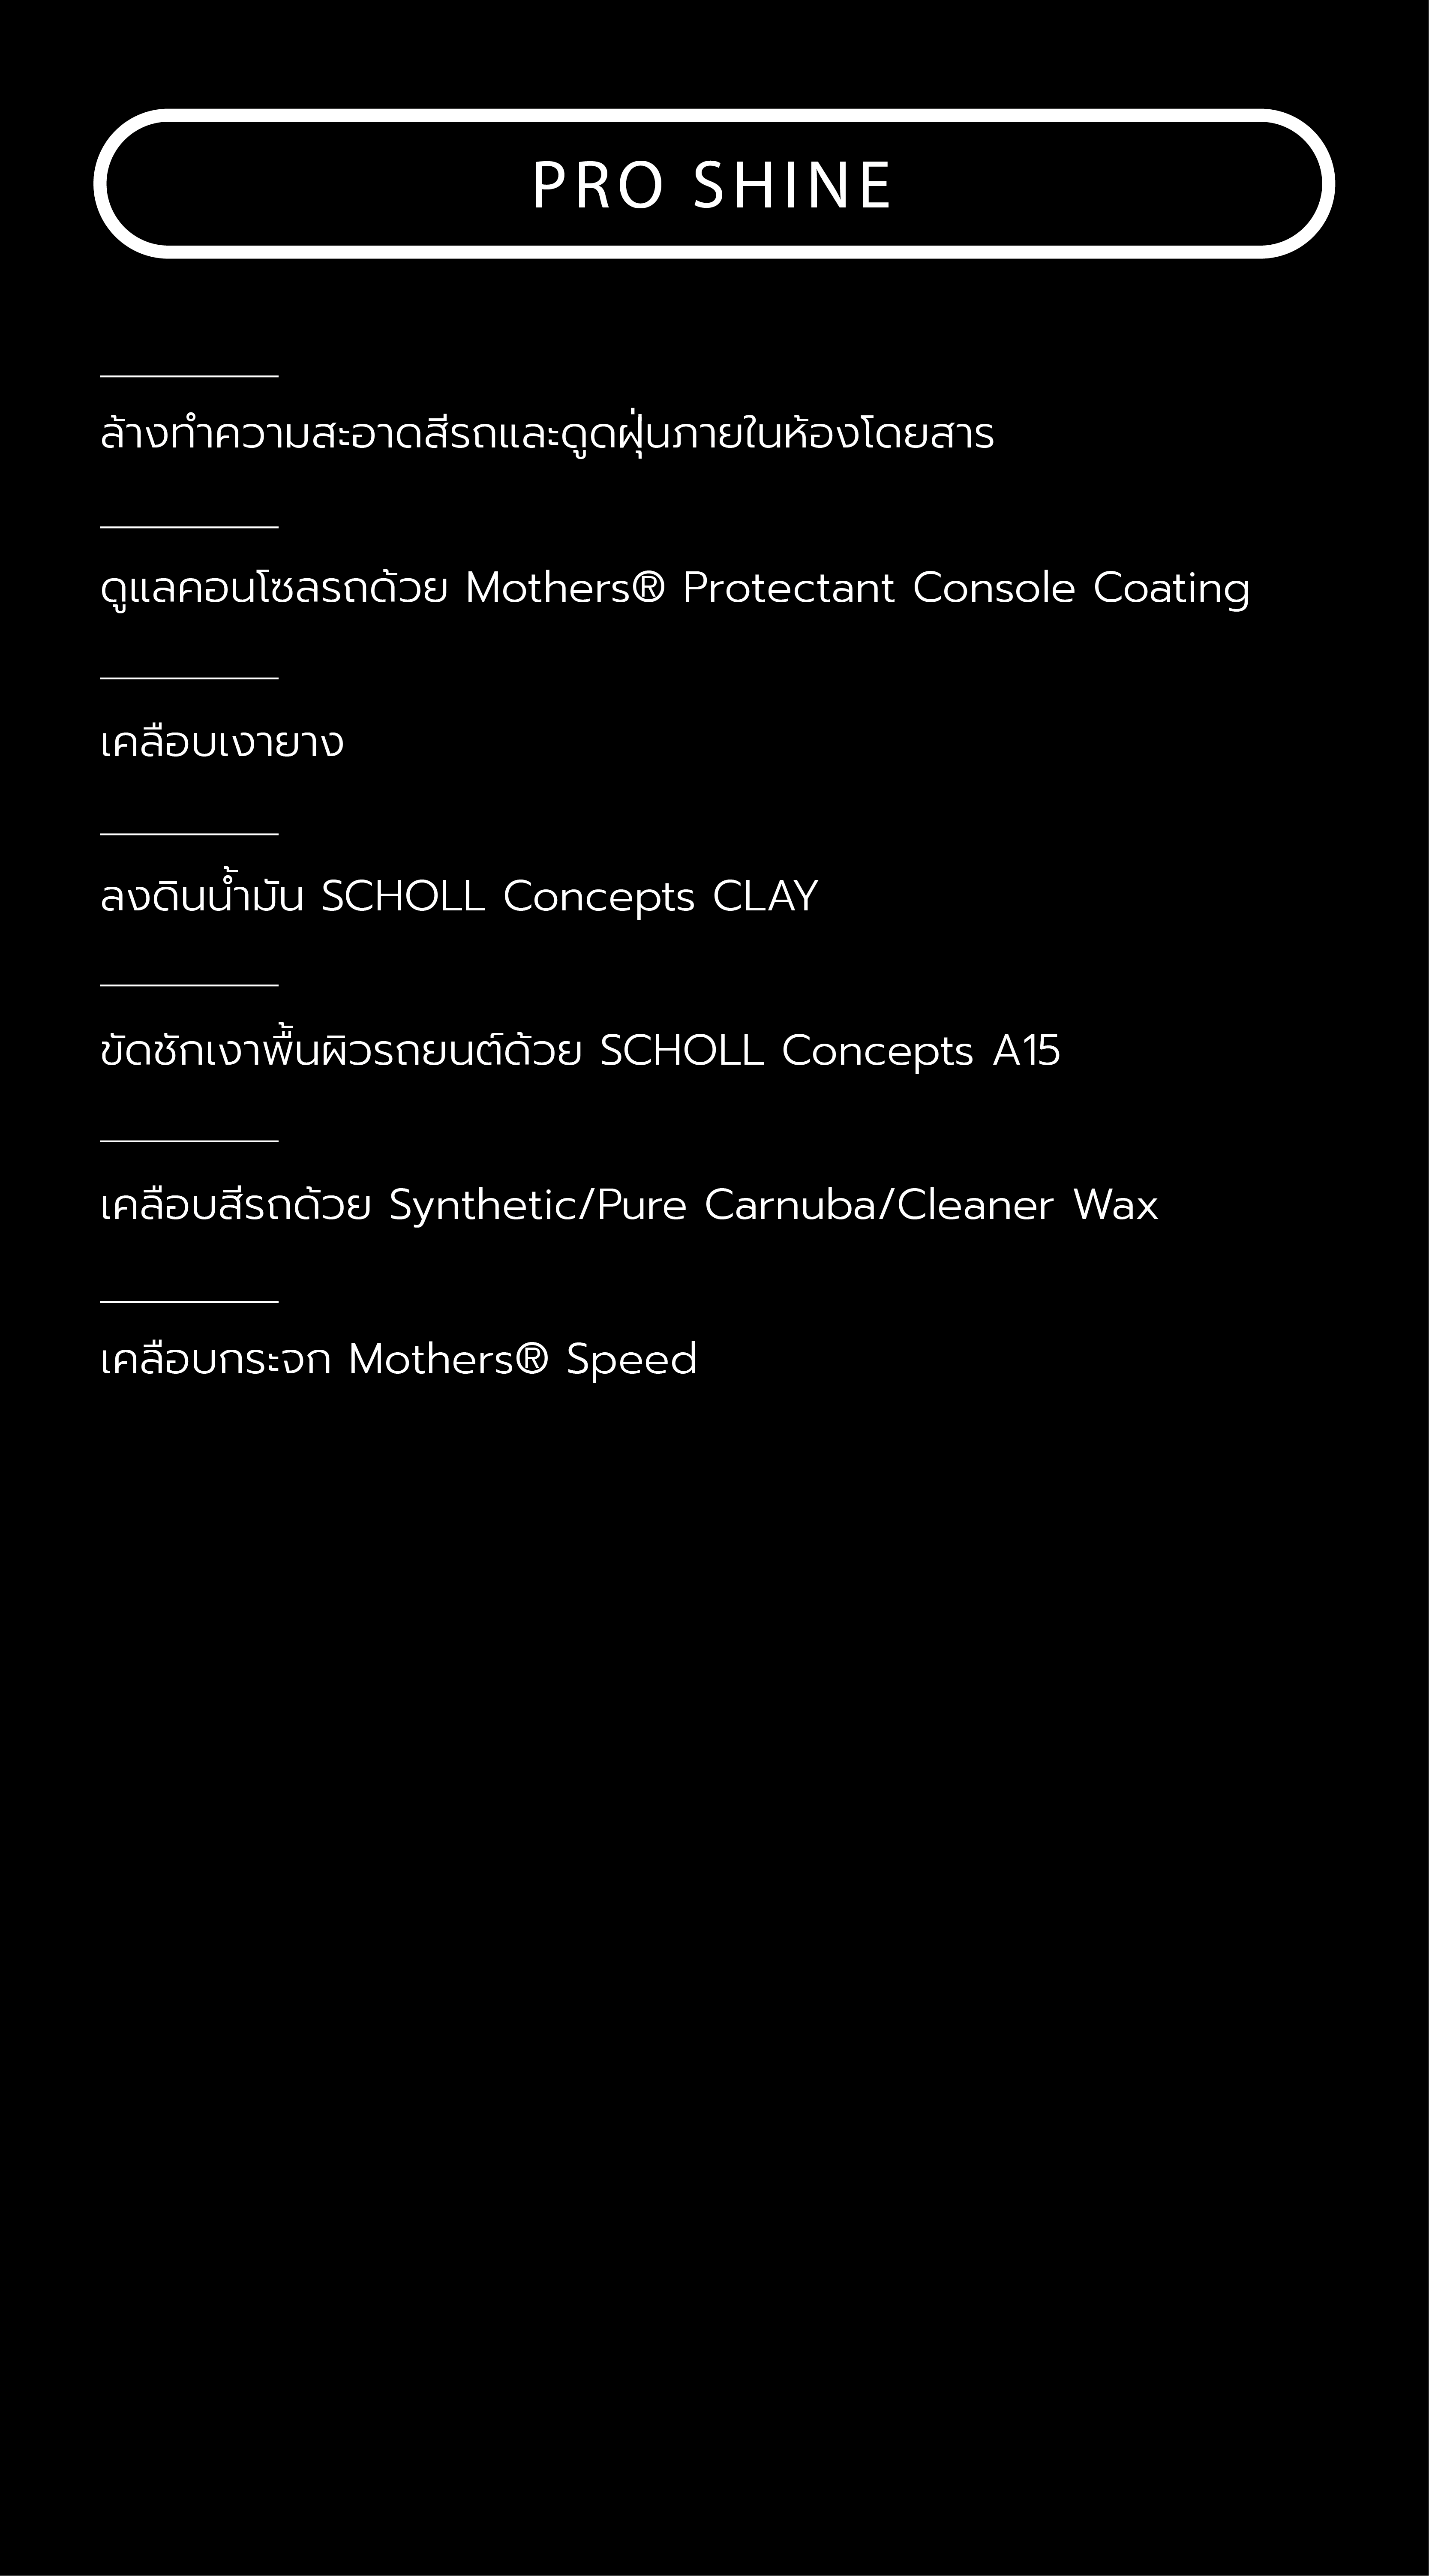 PRO SHINE
ล้างทำความสะอาดสีรถและดูดฝุ่นภายในห้องโดยสาร
ดูแลคอนโซลรถด้วย Mothers® Protectant Console Coating
เคลือบเงายาง
ลงดินน้ำมัน SCHOLL Concepts CLAY
ขัดชักเงาพื้นผิวรถยนต์ด้วย SCHOLL Concepts A15
เคลือบสีรถด้วย Synthetic/Pure Carnuba/Cleaner Wax
เคลือบกระจก Mothers® Speed